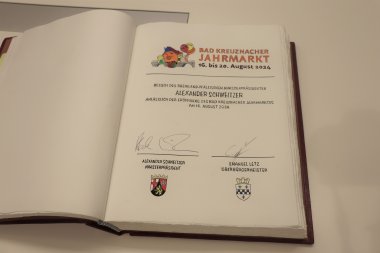 BAD KREUZNACHER
JAHRMARKT
16. bis 20. August 2024
BESUCH DES RHEINLAND-PFÄLZISCHEN MINISTERPRÄSIDENTEN
ALEXANDER SCHWEITZER
ANLÄSSLICH DER ERÖFFNUNG DES BAD KREUZNACHER JAHRMARKTES
AM 16. AUGUST 2024
ALEXANDER SCHWEITZER
MINISTERPRÄSIDENT
EMANUEL LETZ
OBERBÜRGERMEISTER